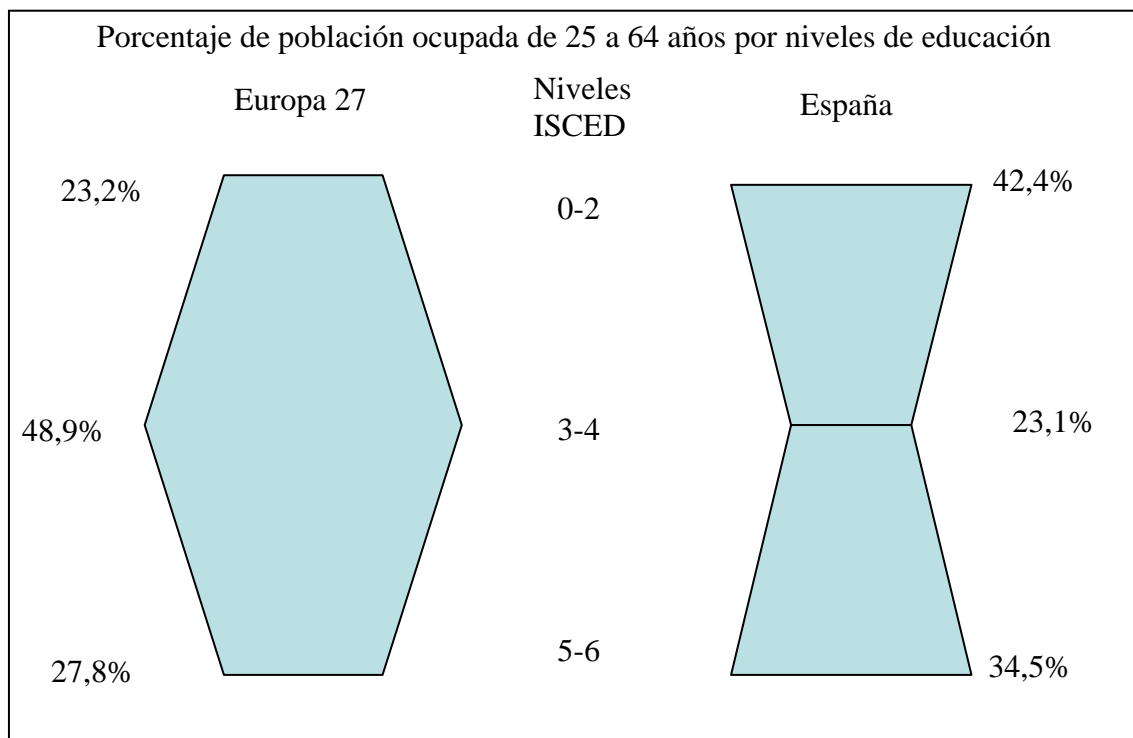 Porcentaje de población ocupada de 25 a 64 años por niveles de educación
Europa 27
Niveles
ISCED
España
23,2%
0-2
42,4%
48,9%
3-4
23,1%
27,8%
5-6
34,5%